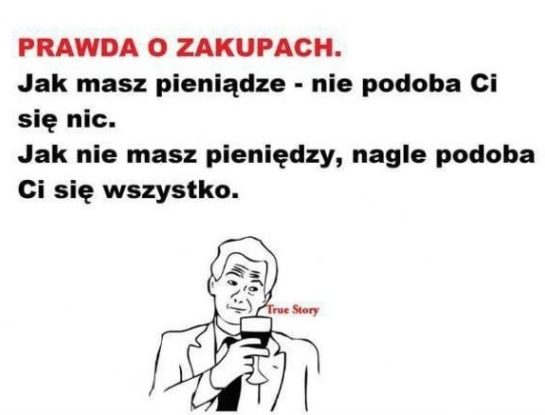 PRAWDA O ZAKUPACH.
Jak masz pieniądze - nie podoba Ci
się nic.
Jak nie masz pieniędzy, nagle podoba
Ci się wszystko.
True Story